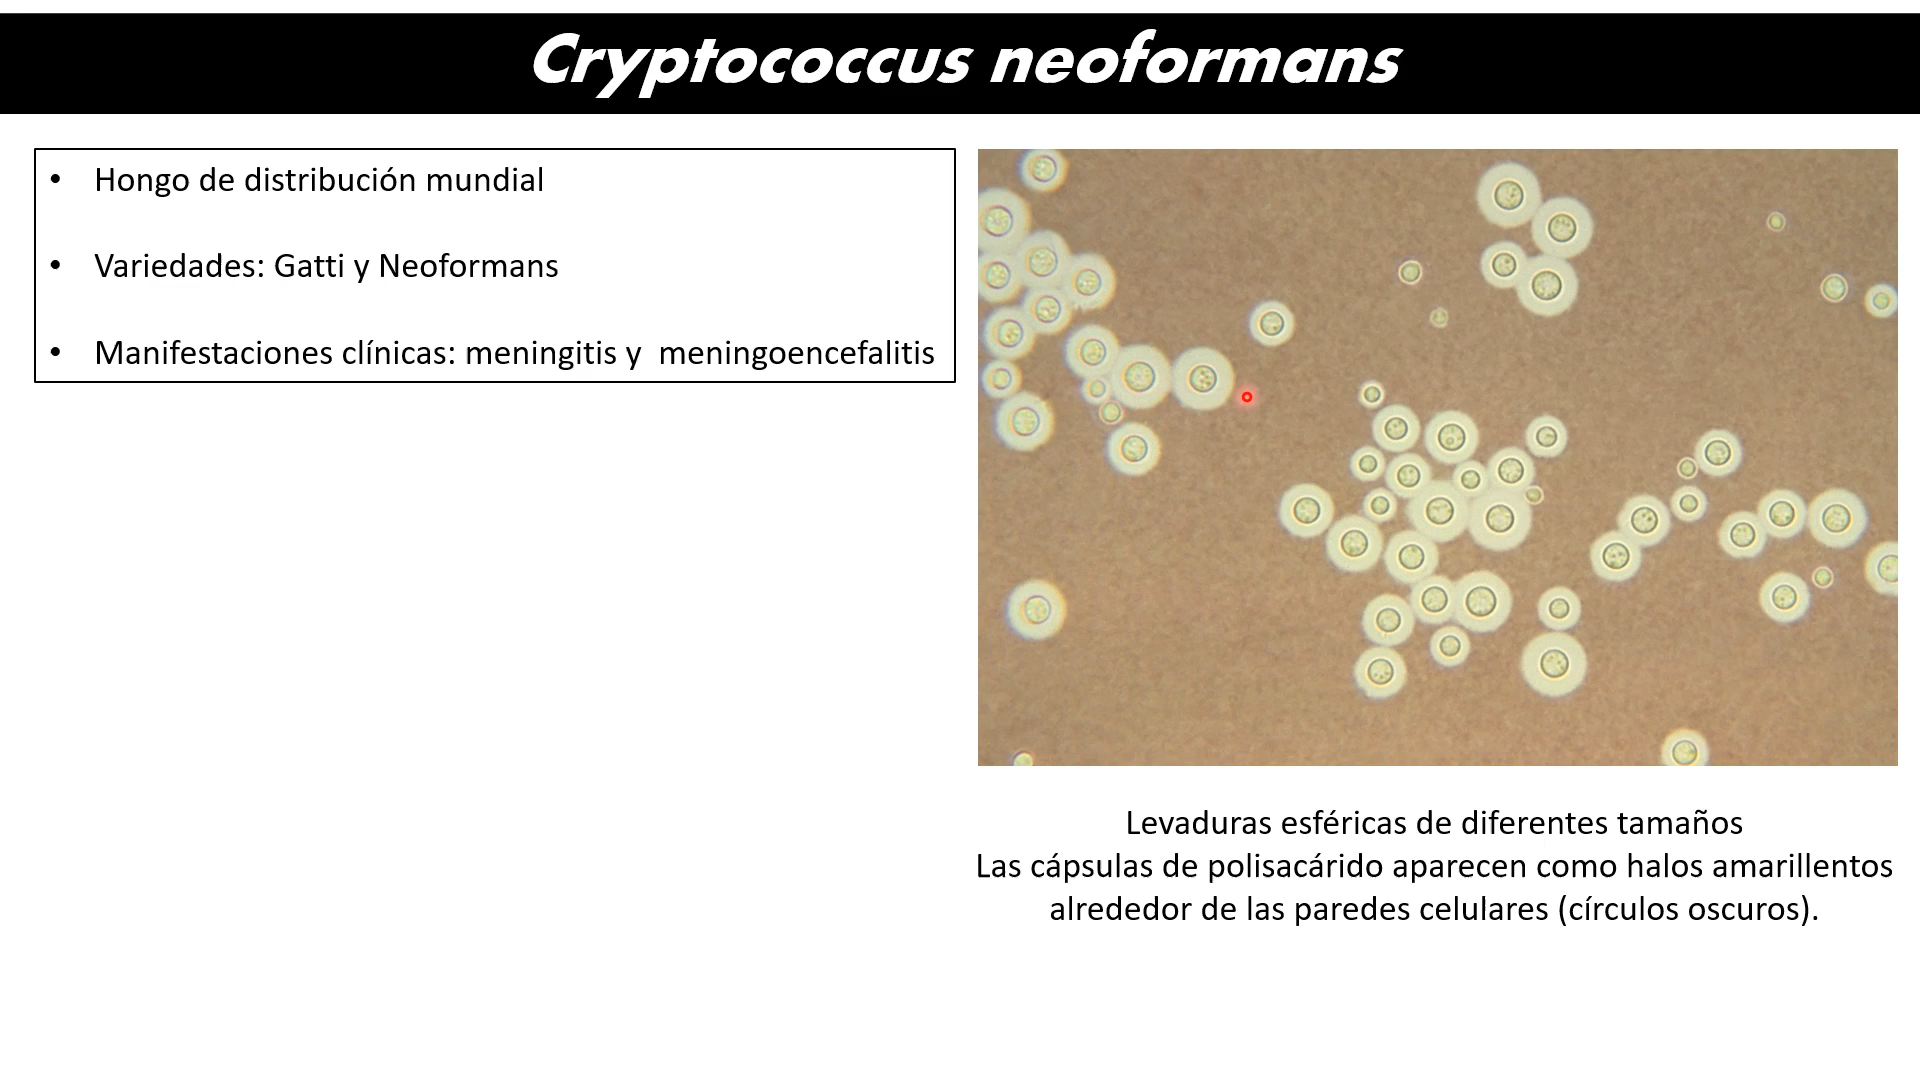 Cryptococcus neoformans
• Hongo de distribución mundial
• Variedades: Gatti y Neoformans
• Manifestaciones clínicas: meningitis y  meningoencefalitis
Levaduras esféricas de diferentes tamaños
Las cápsulas de polisacárido aparecen como halos amarillentos
alrededor de las paredes celulares (círculos oscuros).